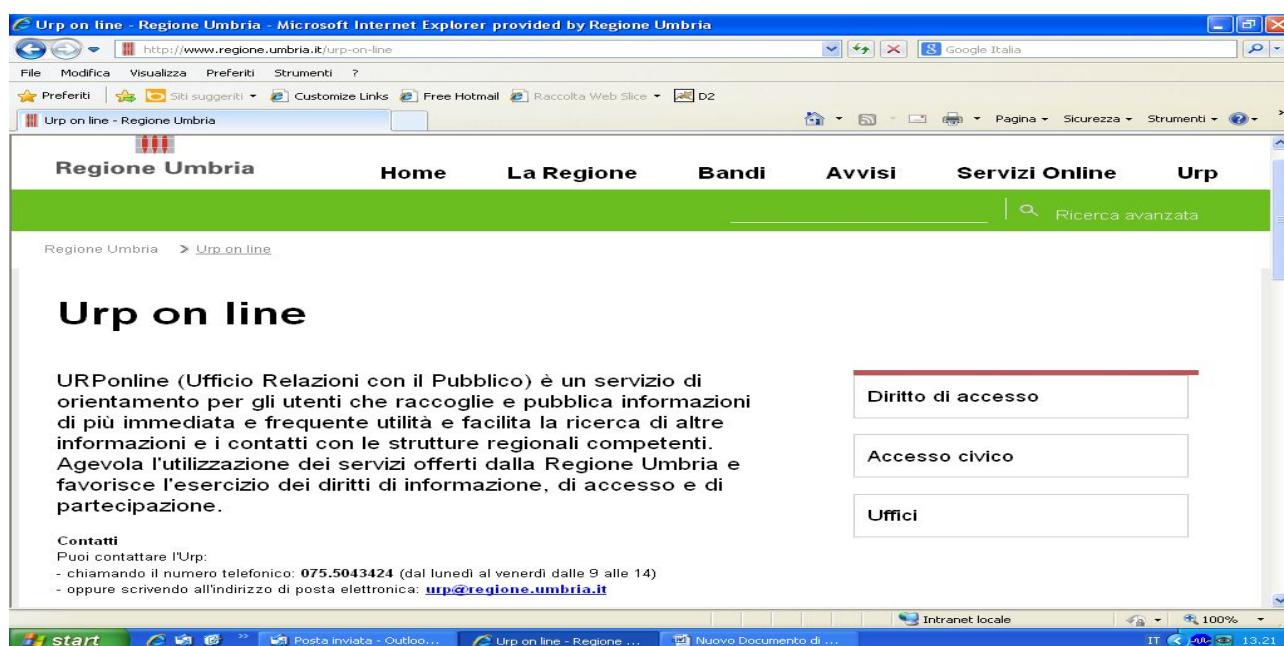 Urp on line - Regione Umbria - Microsoft Internet Explorer provided by Regione Umbria
http://www.regione.umbria.it/urp-on-line
Google Italia
File Modifica Visualizza Preferiti Strumenti ?
Preferiti Siti suggeriti Customize Links Free Hotmail Raccolta Web Slice D2
Urp on line - Regione Umbria Pagina Sicurezza Strumenti
Regione Umbria
Home La Regione Bandi Avvisi Servizi Online Urp
Ricerca avanzata
Regione Umbria > Urp on line
Urp on line
URPonline (Ufficio Relazioni con il Pubblico) è un servizio di
orientamento per gli utenti che raccoglie e pubblica informazioni
di più immediata e frequente utilità e facilita la ricerca di altre
informazioni e i contatti con le strutture regionali competenti.
Agevola l'utilizzazione dei servizi offerti dalla Regione Umbria e
favorisce l'esercizio dei diritti di informazione, di accesso e di
partecipazione.
Contatti
Puoi contattare l'Urp:
- chiamando il numero telefonico: 075.5043424 (dal lunedì al venerdì dalle 9 alle 14)
- oppure scrivendo all'indirizzo di posta elettronica: urp@regione.umbria.it
Diritto di accesso
Accesso civico
Uffici
Intranet locale 100%
start Posta inviata - Outloo... Urp on line - Regione ... Nuovo Documento di ... IT 13.21